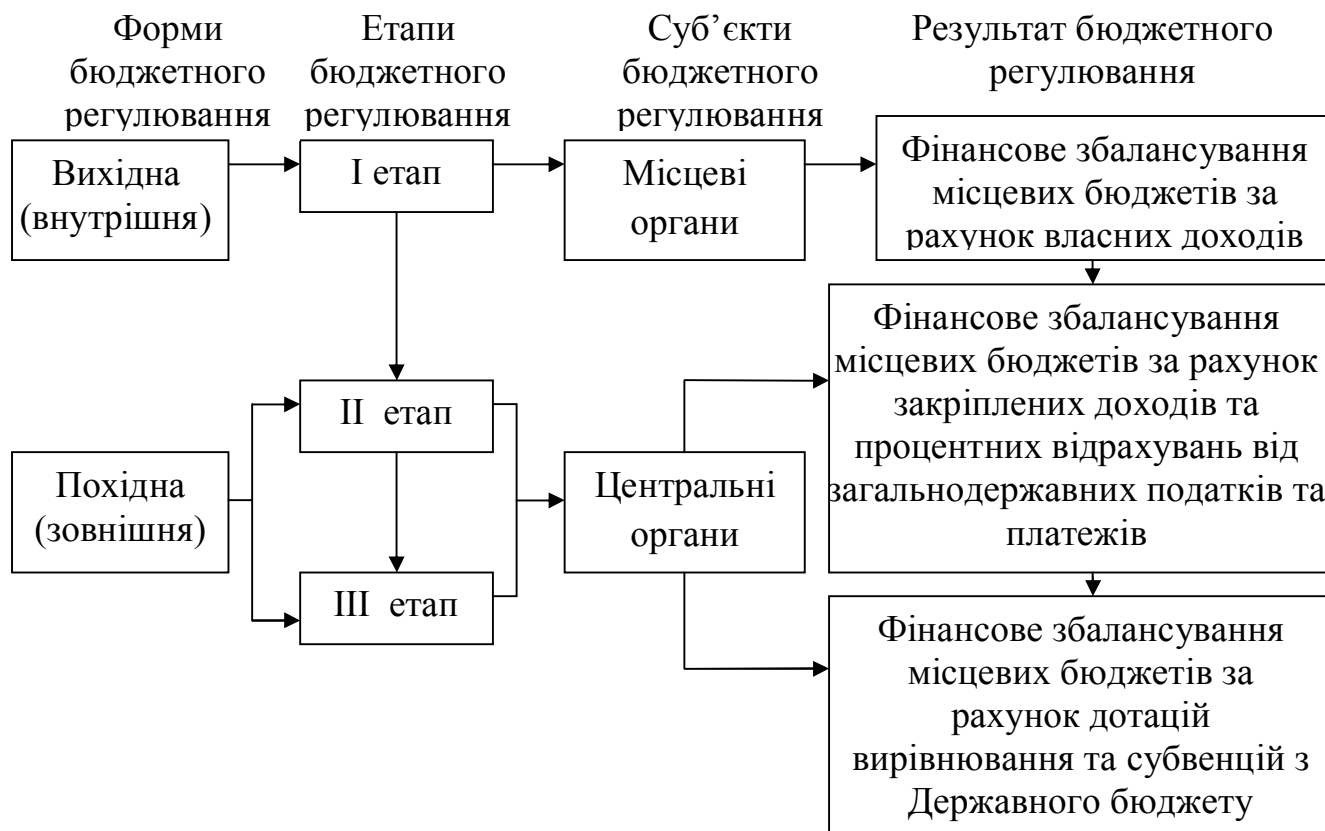 Форми
бюджетного
регулювання
Етапи
бюджетного
регулювання
Суб’єкти
бюджетного
регулювання
Результат бюджетного
регулювання
Вихідна
(внутрішня)
I етап
Місцеві
органи
Фінансове збалансування
місцевих бюджетів за
рахунок власних доходів
Похідна
(зовнішня)
II етап
III етап
Центральні
органи
Фінансове збалансування
місцевих бюджетів за рахунок
закріплених доходів та
процентних відрахувань від
загальнодержавних податків та
платежів
Фінансове збалансування
місцевих бюджетів за
рахунок дотацій
вирівнювання та субвенцій з
Державного бюджету